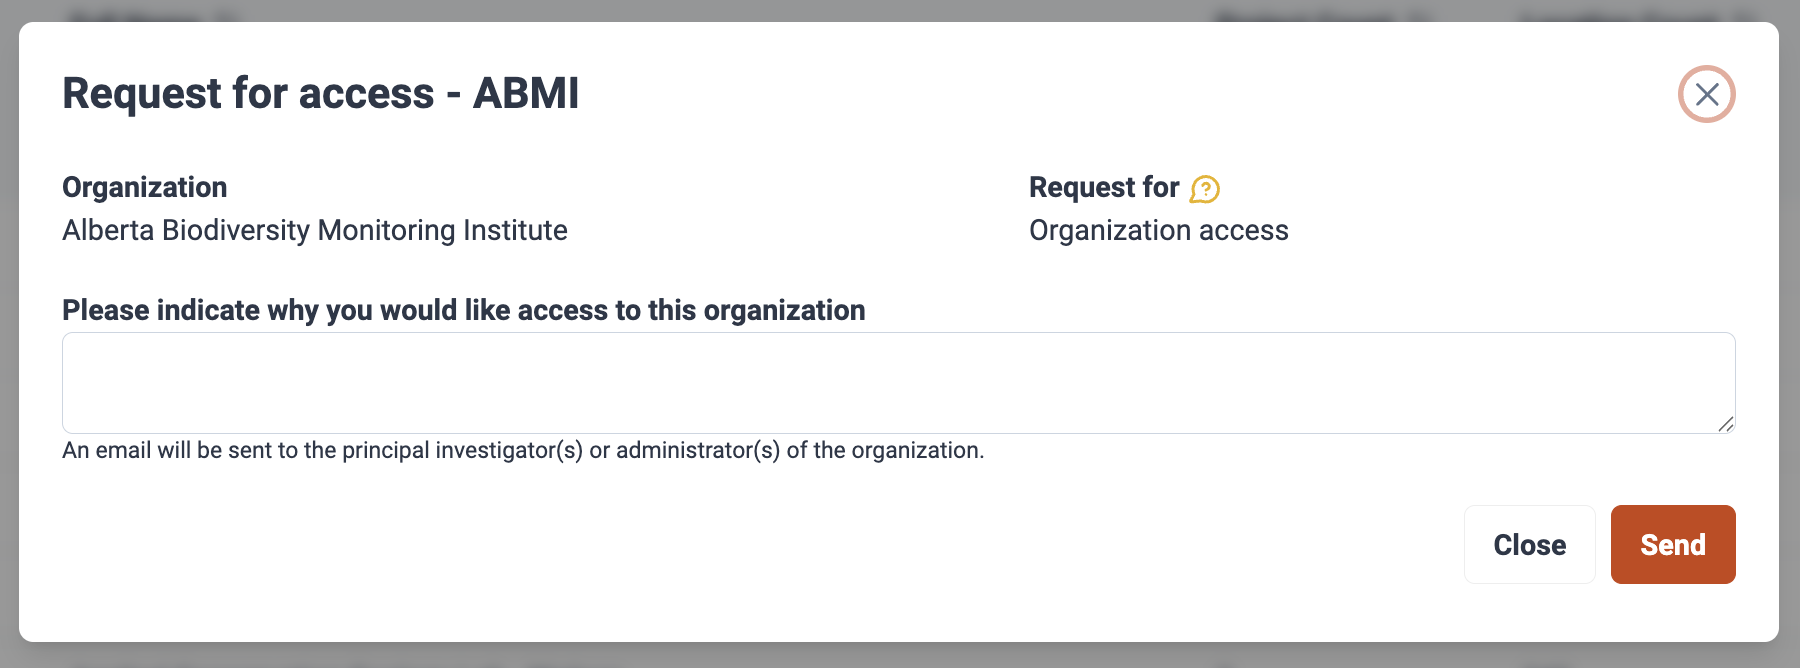 Request for access - ABMI
Organization
Alberta Biodiversity Monitoring Institute
Request for
Organization access
Please indicate why you would like access to this organization
An email will be sent to the principal investigator(s) or administrator(s) of the organization.
Close
Send